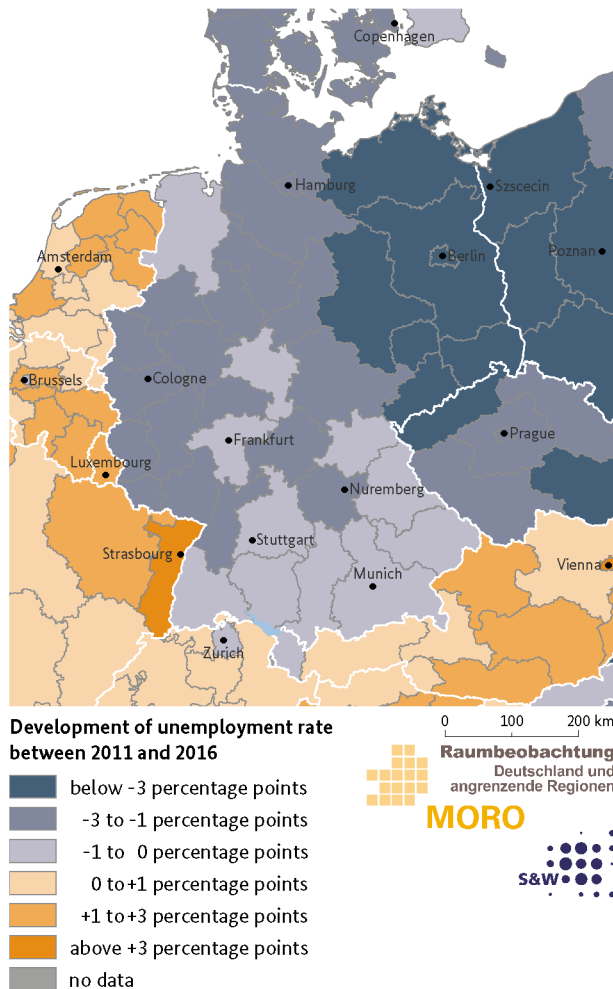 Copenhagen
Hamburg
Szscecin
Amsterdam
Berlin
Poznan
Brussels
Cologne
Frankfurt
Prague
Luxembourg
Nuremberg
Strasbourg
Stuttgart
Munich
Vienna
Zurich
Development of unemployment rate
between 2011 and 2016
below -3 percentage points
-3 to -1 percentage points
-1 to 0 percentage points
0 to +1 percentage points
+1 to +3 percentage points
above +3 percentage points
no data
0 100 200 km
Raumbeobachtung
Deutschland und
angrenzende Regionen
MORO
S&W